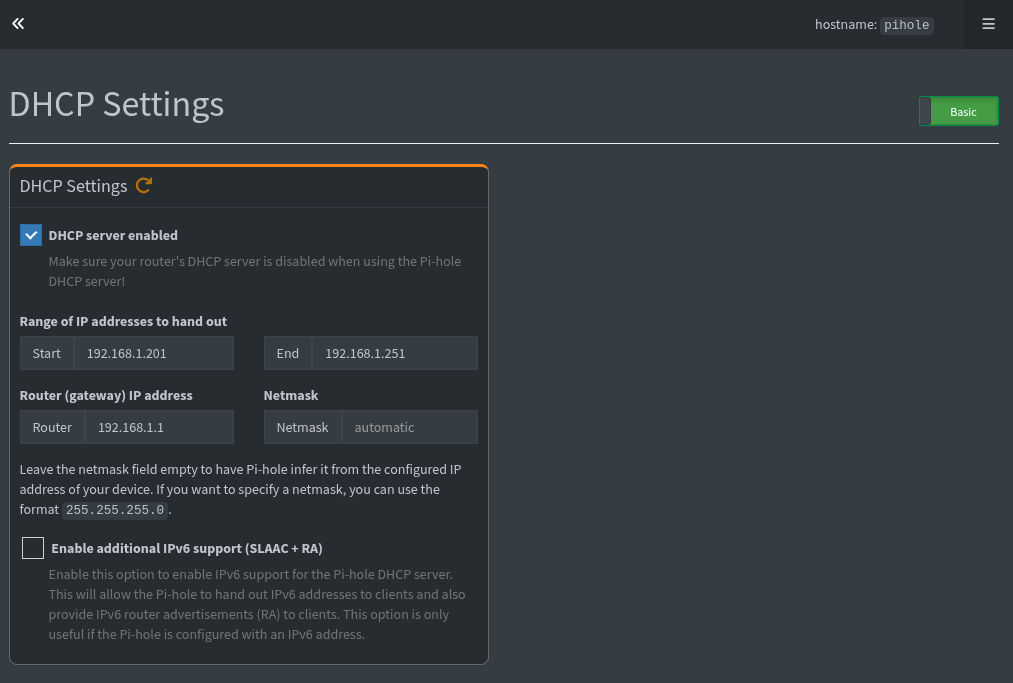 hostname: pihole
DHCP Settings
Basic
DHCP Settings
DHCP server enabled
Make sure your router's DHCP server is disabled when using the Pi-hole
DHCP server!
Range of IP addresses to hand out
Start 192.168.1.201 End 192.168.1.251
Router (gateway) IP address Netmask
Router 192.168.1.1 Netmask automatic
Leave the netmask field empty to have Pi-hole infer it from the configured IP
address of your device. If you want to specify a netmask, you can use the
format 255.255.255.0 .
Enable additional IPv6 support (SLAAC + RA)
Enable this option to enable IPv6 support for the Pi-hole DHCP server.
This will allow the Pi-hole to hand out IPv6 addresses to clients and also
provide IPv6 router advertisements (RA) to clients. This option is only
useful if the Pi-hole is configured with an IPv6 address.